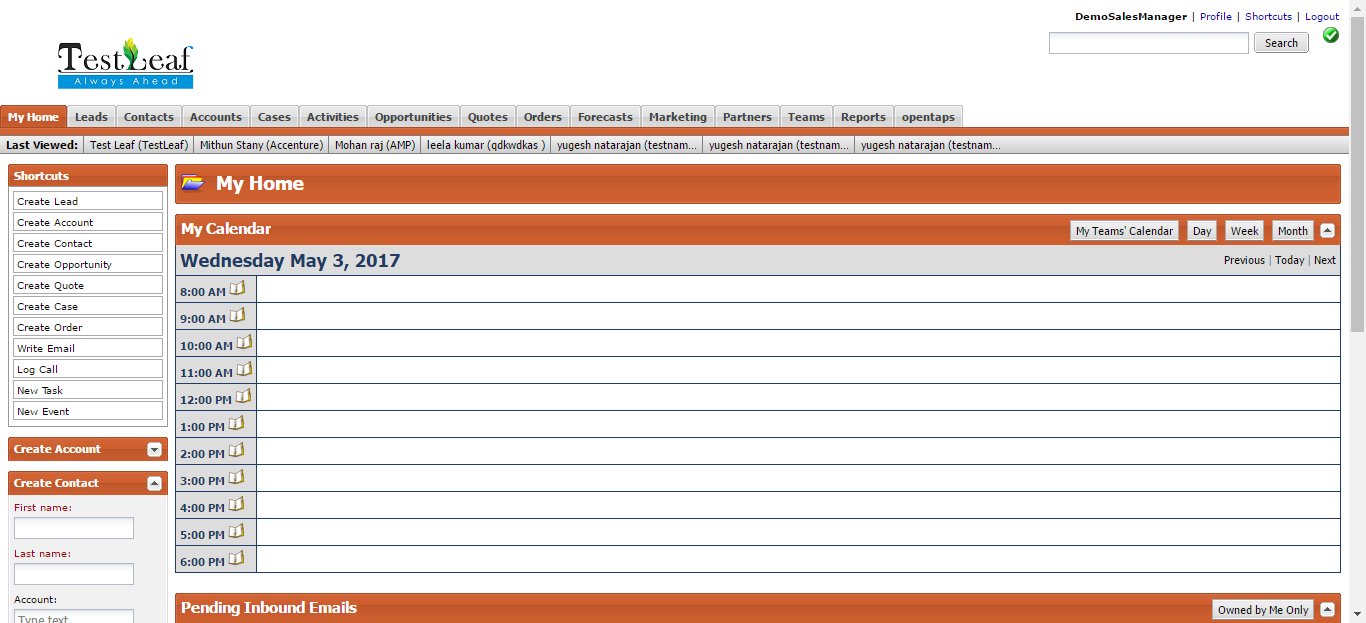 DemoSalesManager | Profile | Shortcuts | Logout
Search
TestLeaf
Always Ahead
My Home Leads Contacts Accounts Cases Activities Opportunities Quotes Orders Forecasts Marketing Partners Teams Reports opentaps
Last Viewed: Test Leaf (TestLeaf) Mithun Stany (Accenture) Mohan raj (AMP) leela kumar (qdkwdkas ) yugesh natarajan (testnam... yugesh natarajan (testnam... yugesh natarajan (testnam...
Shortcuts
Create Lead
Create Account
Create Contact
Create Opportunity
Create Quote
Create Case
Create Order
Write Email
Log Call
New Task
New Event
Create Account
Create Contact
First name:
Last name:
Account:
Type text
My Home
My Calendar My Teams' Calendar Day Week Month
Wednesday May 3, 2017 Previous | Today | Next
8:00 AM
9:00 AM
10:00 AM
11:00 AM
12:00 PM
1:00 PM
2:00 PM
3:00 PM
4:00 PM
5:00 PM
6:00 PM
Pending Inbound Emails Owned by Me Only